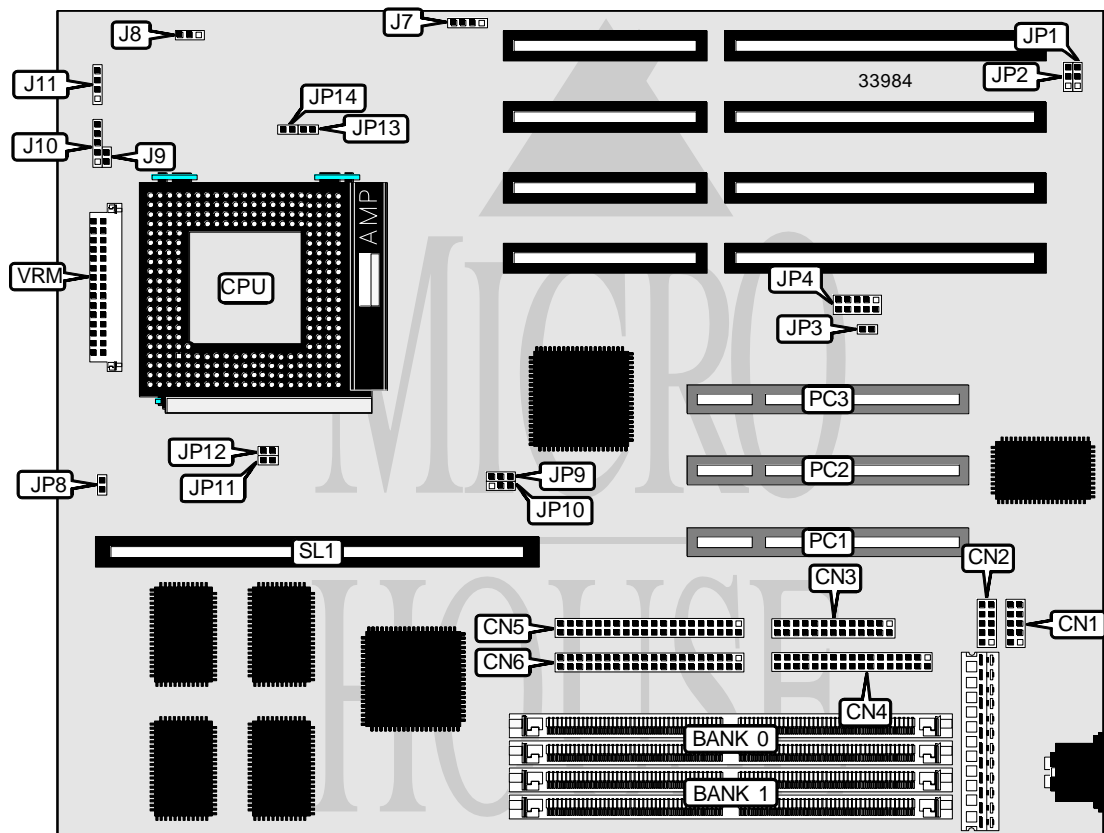 J7
J8
JP1
JP2
J11
33984
JP14
JP13
J10
J9
AMP
VRM
CPU
JP4
JP3
PC3
JP12
JP11
PC2
JP8
JP9
JP10
SL1
PC1
CN2
CN3
CN5
CN1
CN6
CN4
BANK 0
BANK 1
MICRO
HOUSE